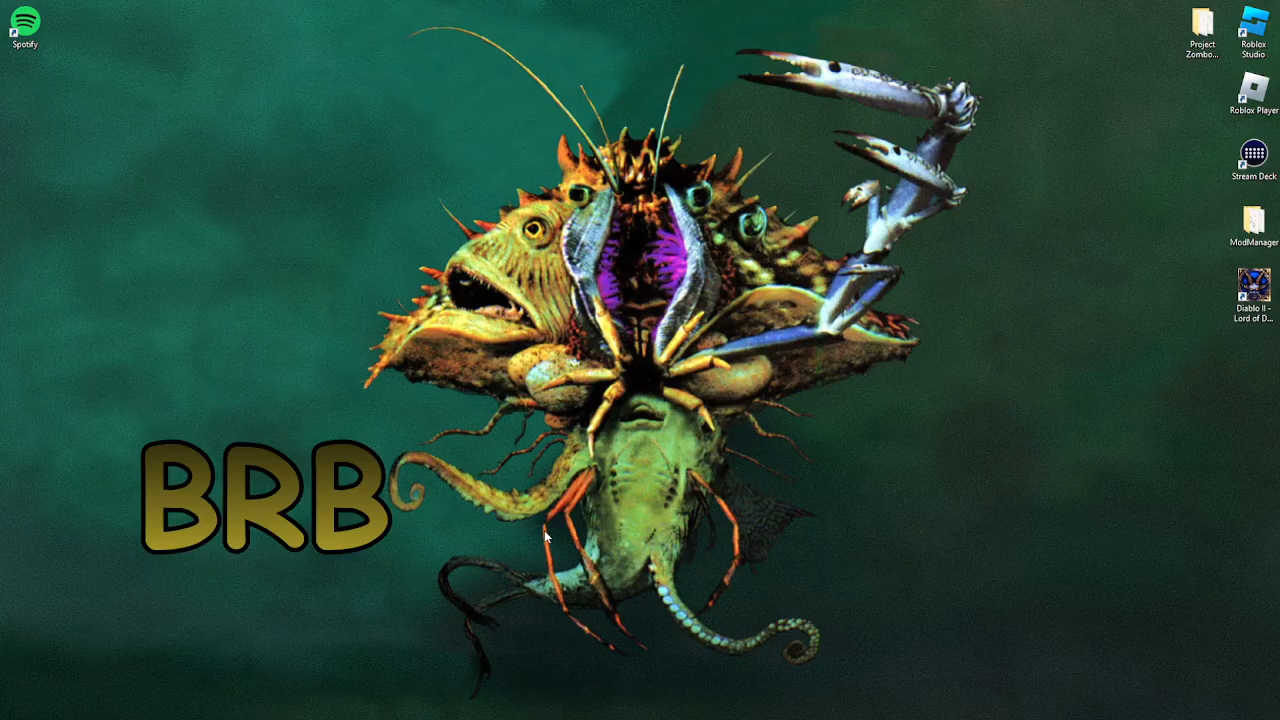 Spotify
Project
Zombo...
Roblox
Studio
Roblox Player
Stream Deck
ModManager
Diablo II -
Lord of D...
BRB